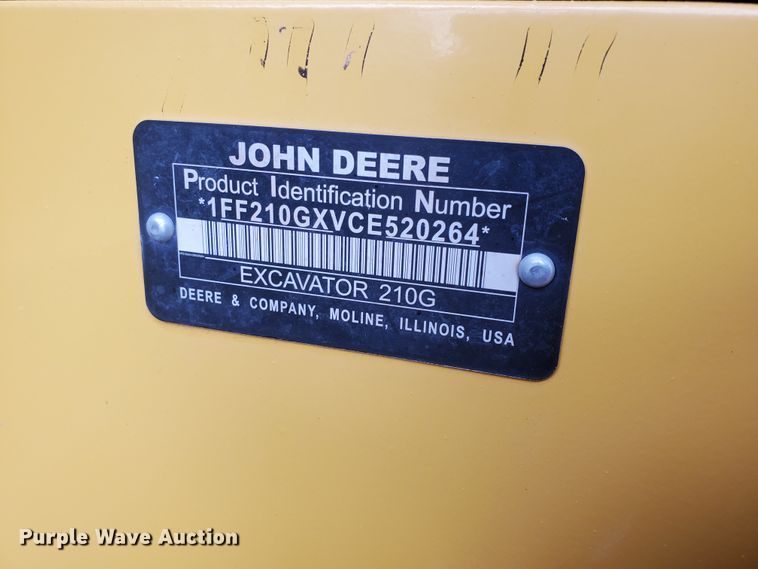 JOHN DEERE
Product Identification Number
*1FF210GXVCE520264*
EXCAVATOR 210G
DEERE & COMPANY, MOLINE, ILLINOIS, USA
Purple Wave Auction